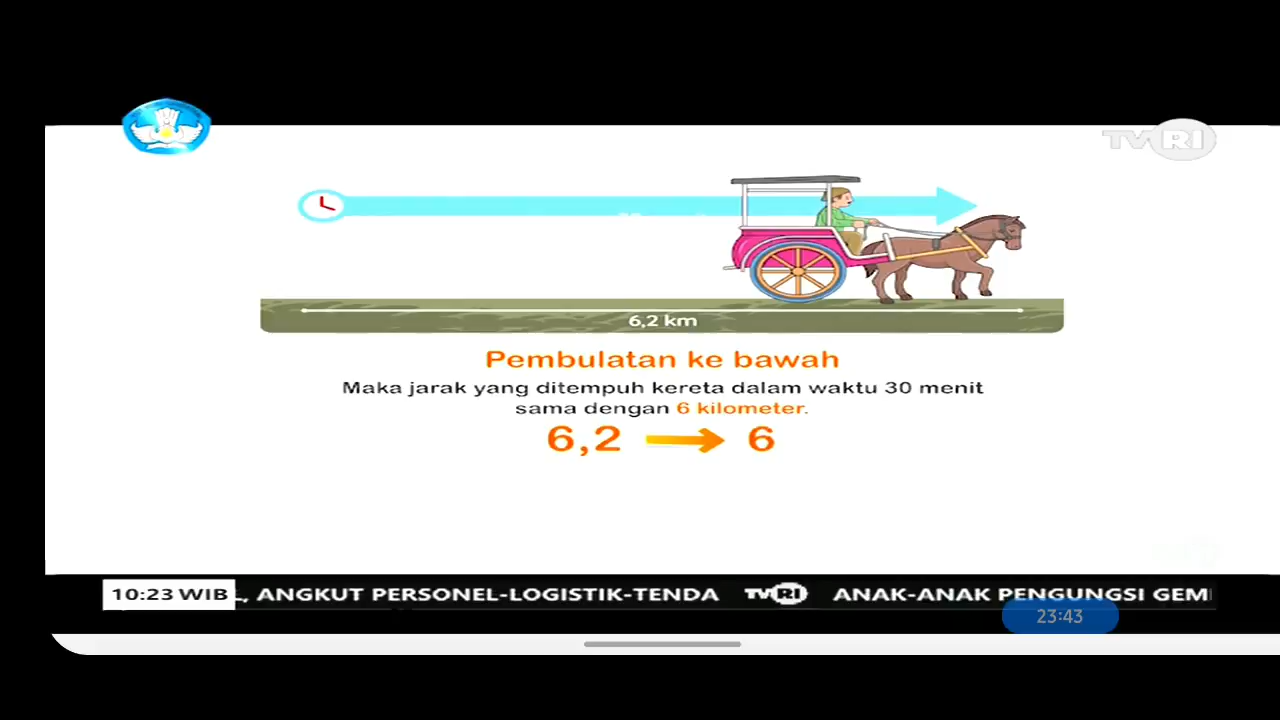 TVRI
6,2 km
Pembulatan ke bawah
Maka jarak yang ditempuh kereta dalam waktu 30 menit
sama dengan 6 kilometer.
6,2 → 6
10:23 WIB L, ANGKUT PERSONEL-LOGISTIK-TENDA TVRI ANAK-ANAK PENGUNGSI GEM
23:43